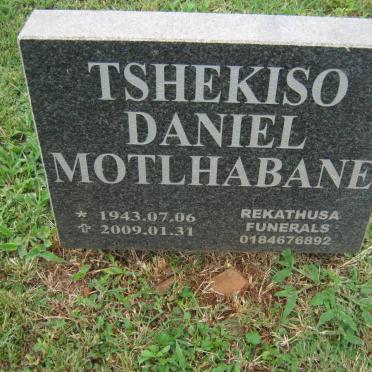 TSHEKISO
DANIEL
MOTLHABANE
* 1943.07.06
✞ 2009.01.31
REKATHUSA
FUNERALS
0184676892